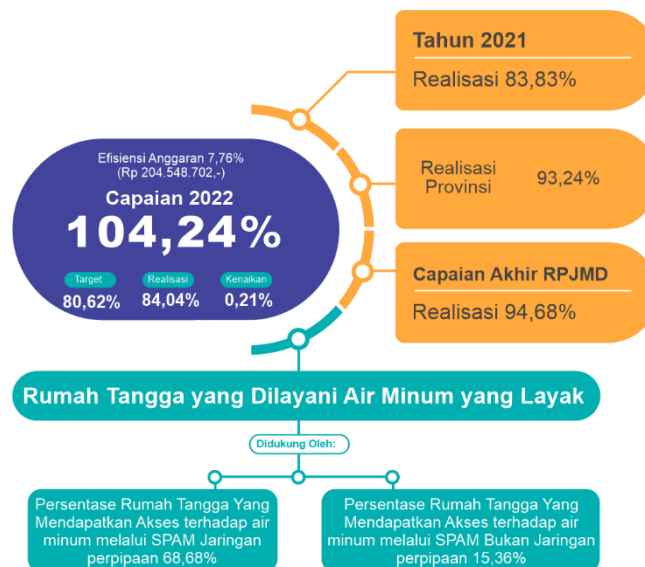 Tahun 2021
Realisasi 83,83%
Efisiensi Anggaran 7,76%
(Rp 204.548.702,-)
Capaian 2022
104,24%
Target
Realisasi
Kenaikan
80,62%
84,04%
0,21%
Realisasi
Provinsi
93,24%
Capaian Akhir RPJMD
Realisasi 94,68%
Rumah Tangga yang Dilayani Air Minum yang Layak
Didukung Oleh:
Persentase Rumah Tangga Yang
Mendapatkan Akses terhadap air
minum melalui SPAM Jaringan
perpipaan 68,68%
Persentase Rumah Tangga Yang
Mendapatkan Akses terhadap air
minum melalui SPAM Bukan Jaringan
perpipaan 15,36%